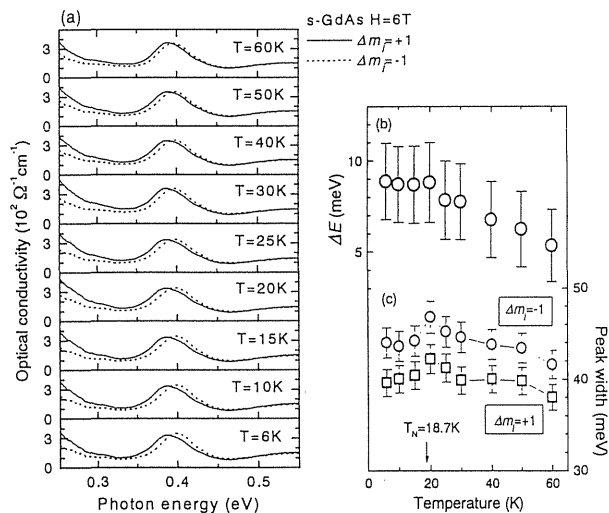 (a)
s-GdAs H=6T
Δm_j=+1
Δm_j=-1
T=60K
T=50K
T=40K
T=30K
T=25K
T=20K
T=15K
T=10K
T=6K
3
0
3
0
3
0
3
0
3
0
3
0
3
0
3
0
3
0
Optical conductivity (10² Ω⁻¹cm⁻¹)
0.3 0.4 0.5
Photon energy (eV)
(b)
13
9
5
ΔE (meV)
(c)
Δm_j=-1
Δm_j=+1
T_N=18.7K
50
40
30
Peak width (meV)
0 10 20 30 40 50 60
Temperature (K)